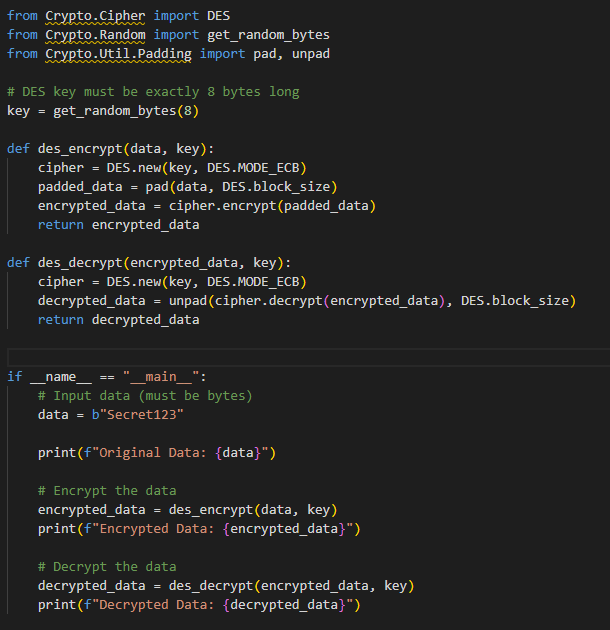 from Crypto.Cipher import DES
from Crypto.Random import get_random_bytes
from Crypto.Util.Padding import pad, unpad

# DES key must be exactly 8 bytes long
key = get_random_bytes(8)

def des_encrypt(data, key):
    cipher = DES.new(key, DES.MODE_ECB)
    padded_data = pad(data, DES.block_size)
    encrypted_data = cipher.encrypt(padded_data)
    return encrypted_data

def des_decrypt(encrypted_data, key):
    cipher = DES.new(key, DES.MODE_ECB)
    decrypted_data = unpad(cipher.decrypt(encrypted_data), DES.block_size)
    return decrypted_data


if __name__ == "__main__":
    # Input data (must be bytes)
    data = b"Secret123"

    print(f"Original Data: {data}")

    # Encrypt the data
    encrypted_data = des_encrypt(data, key)
    print(f"Encrypted Data: {encrypted_data}")

    # Decrypt the data
    decrypted_data = des_decrypt(encrypted_data, key)
    print(f"Decrypted Data: {decrypted_data}")